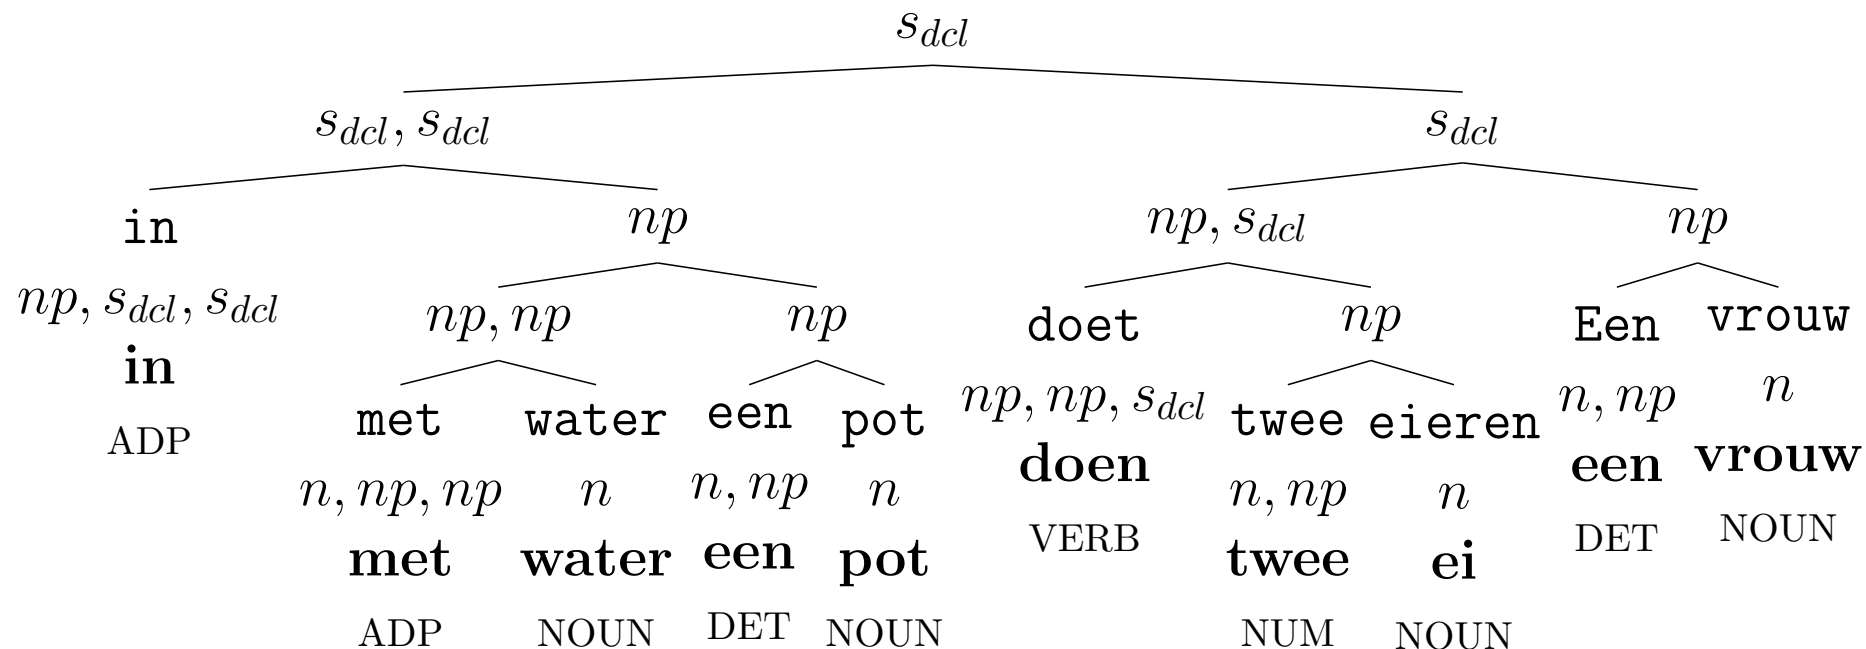 s_dcl
s_dcl, s_dcl s_dcl
in np np, s_dcl np
np, s_dcl, s_dcl np, np np doet np Een vrouw
in met water een pot np, np, s_dcl twee eieren n, np n
ADP n, np, np n n, np n doen n, np n een vrouw
met water een pot VERB twee ei DET NOUN
ADP NOUN DET NOUN NUM NOUN